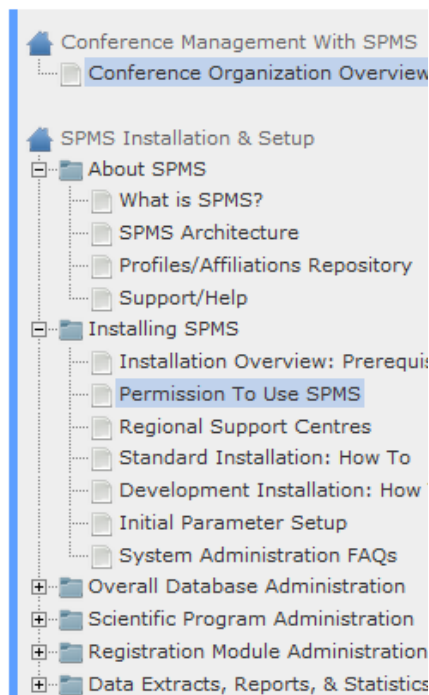 Conference Management With SPMS
Conference Organization Overview
SPMS Installation & Setup
About SPMS
What is SPMS?
SPMS Architecture
Profiles/Affiliations Repository
Support/Help
Installing SPMS
Installation Overview:
Permission To Use SPMS
Regional Support Centres
Standard Installation: How To
Development Installation: How
Initial Parameter Setup
System Administration FAQs
Overall Database Administration
Scientific Program Administration
Registration Module Administration
Data Extracts, Reports, & Statistics